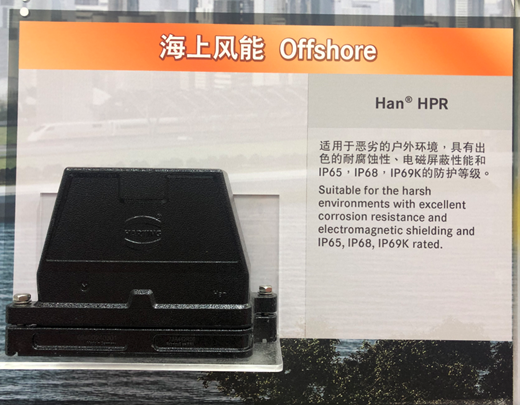 海上风能 Offshore
Han® HPR
适用于恶劣的户外环境，具有出
色的耐腐蚀性、电磁屏蔽性能和
IP65，IP68，IP69K的防护等级。
Suitable for the harsh
environments with excellent
corrosion resistance and
electromagnetic shielding and
IP65, IP68, IP69K rated.
HARTING